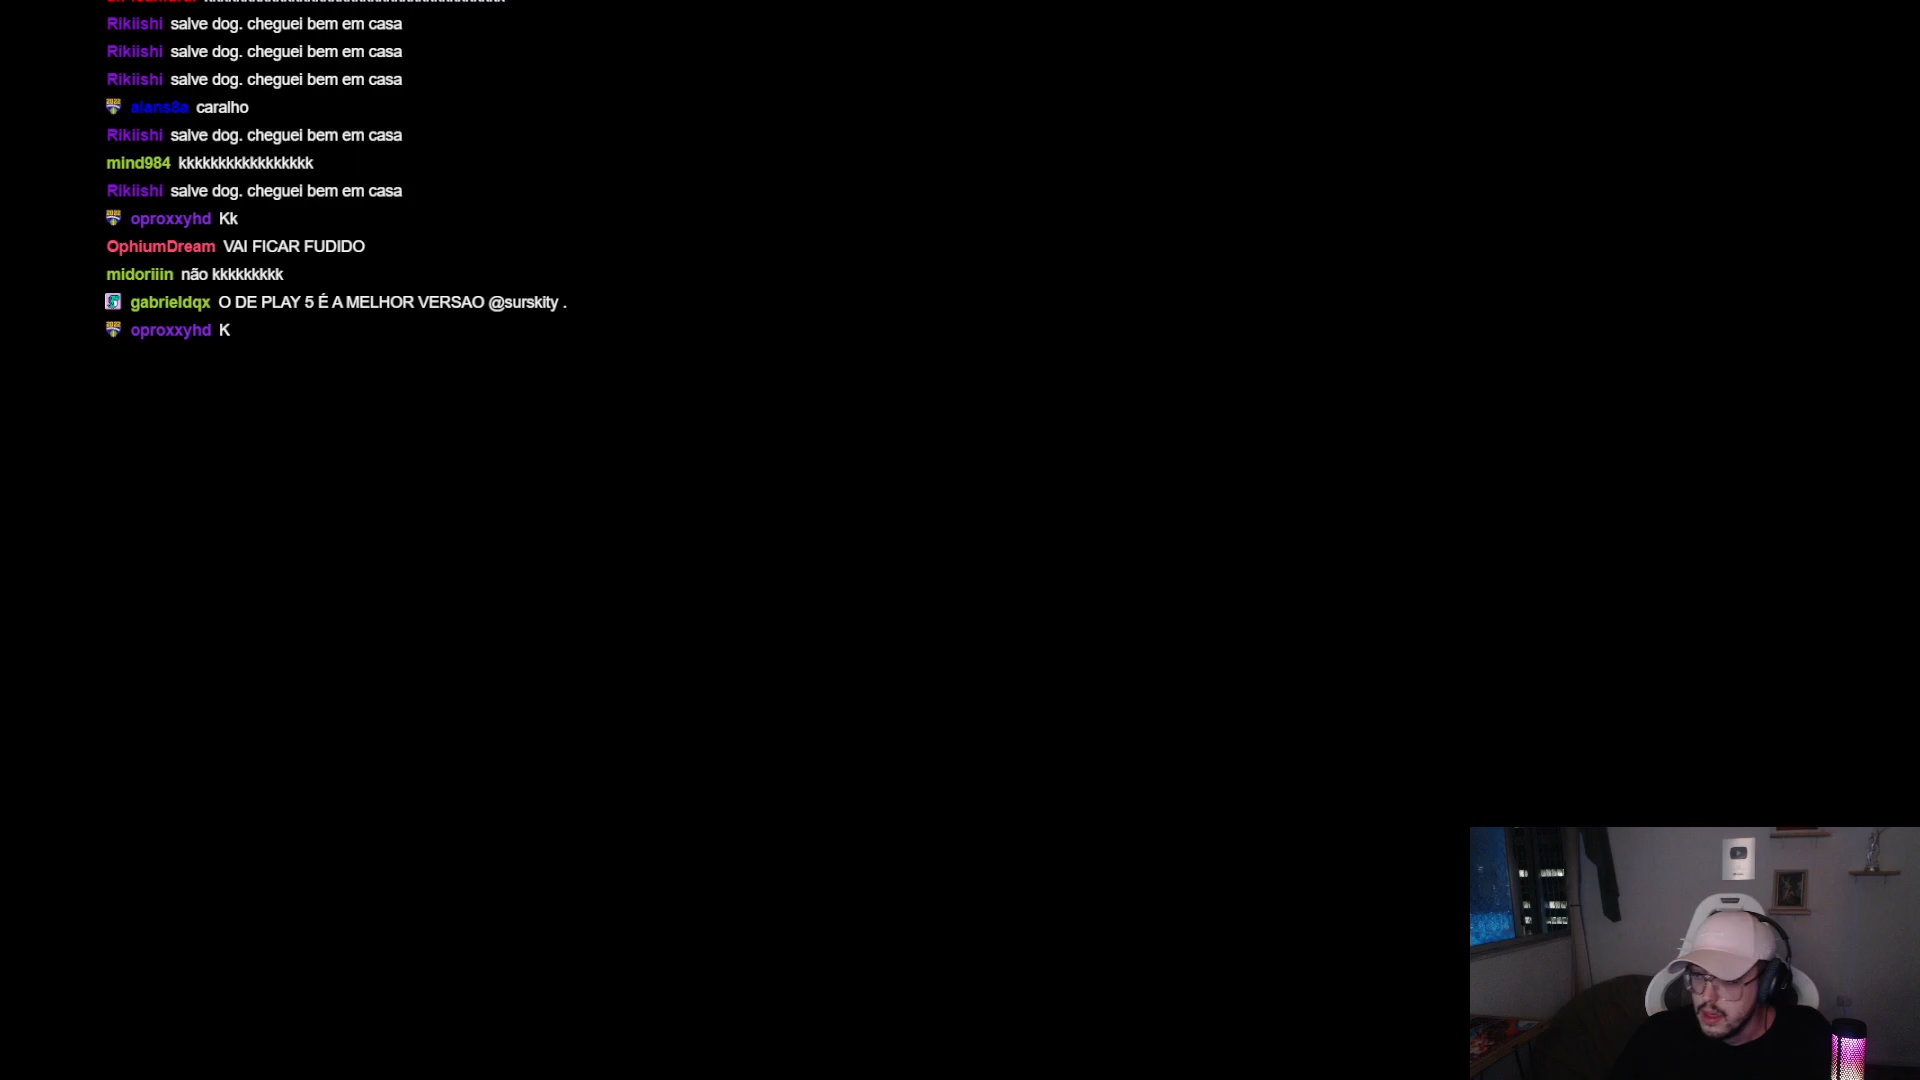 Rikiishi salve dog. cheguei bem em casa
Rikiishi salve dog. cheguei bem em casa
Rikiishi salve dog. cheguei bem em casa
alans8a caralho
Rikiishi salve dog. cheguei bem em casa
mind984 kkkkkkkkkkkkkkkkk
Rikiishi salve dog. cheguei bem em casa
oproxxyhd Kk
OphiumDream VAI FICAR FUDIDO
midoriiin não kkkkkkkkk
gabrieldqx O DE PLAY 5 É A MELHOR VERSAO @surskity .
oproxxyhd K